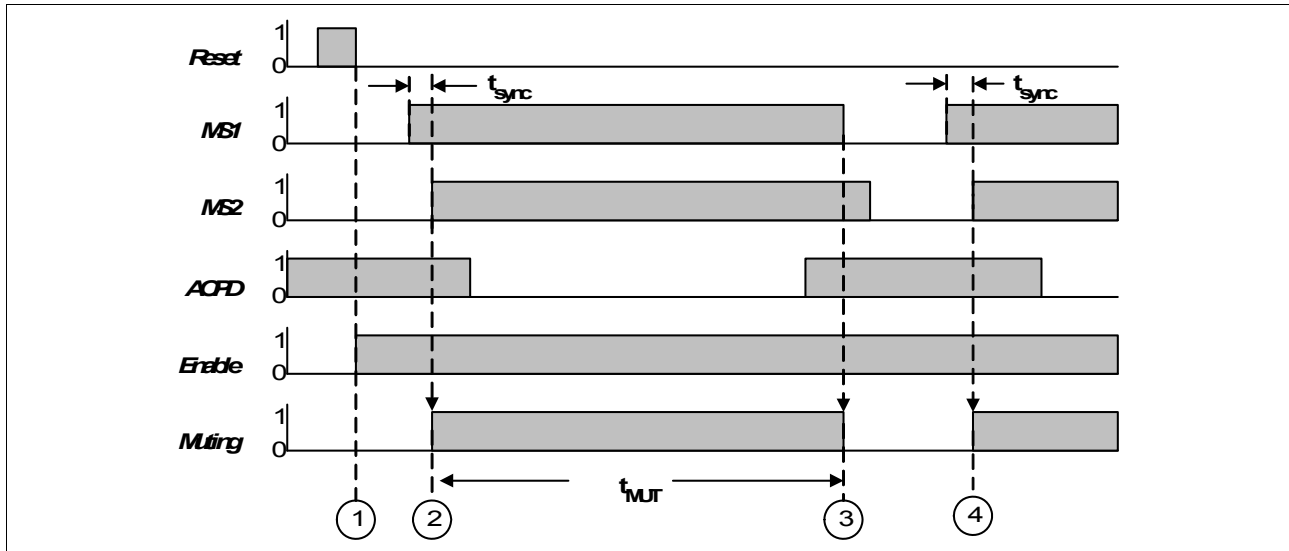 Reset 1 0
t sync t sync
MS1 1 0
MS2 1 0
AOPD 1 0
Enable 1 0
Muting 1 0
t MUT
1 2 3 4